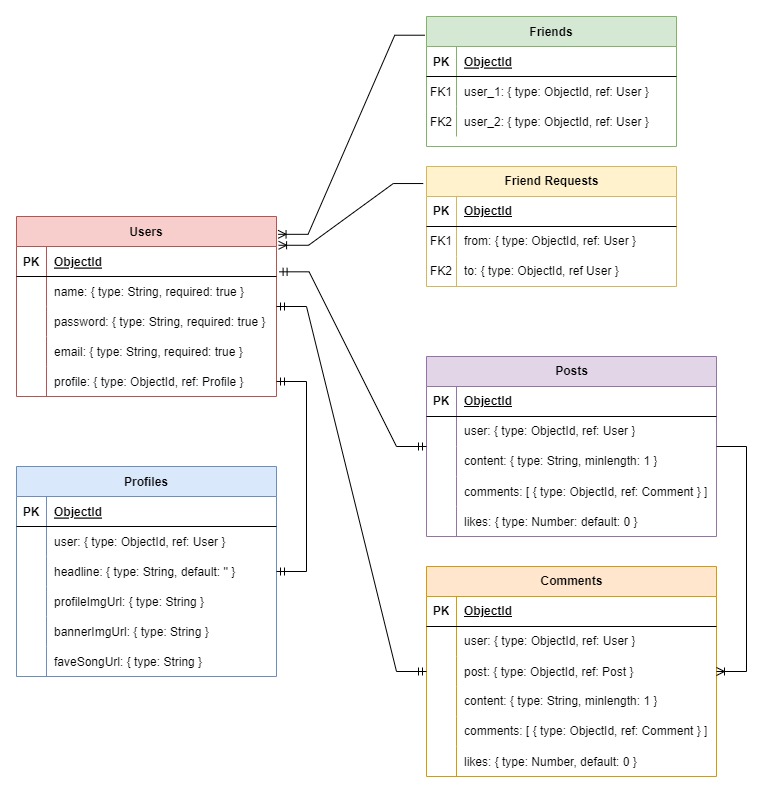 Friends
PK ObjectId
FK1 user_1: { type: ObjectId, ref: User }
FK2 user_2: { type: ObjectId, ref: User }
Friend Requests
PK ObjectId
FK1 from: { type: ObjectId, ref: User }
FK2 to: { type: ObjectId, ref User }
Users
PK ObjectId
name: { type: String, required: true }
password: { type: String, required: true }
email: { type: String, required: true }
profile: { type: ObjectId, ref: Profile }
Posts
PK ObjectId
user: { type: ObjectId, ref: User }
content: { type: String, minlength: 1 }
comments: [ { type: ObjectId, ref: Comment } ]
likes: { type: Number: default: 0 }
Profiles
PK ObjectId
user: { type: ObjectId, ref: User }
headline: { type: String, default: '' }
profileImgUrl: { type: String }
bannerImgUrl: { type: String }
faveSongUrl: { type: String }
Comments
PK ObjectId
user: { type: ObjectId, ref: User }
post: { type: ObjectId, ref: Post }
content: { type: String, minlength: 1 }
comments: [ { type: ObjectId, ref: Comment } ]
likes: { type: Number, default: 0 }